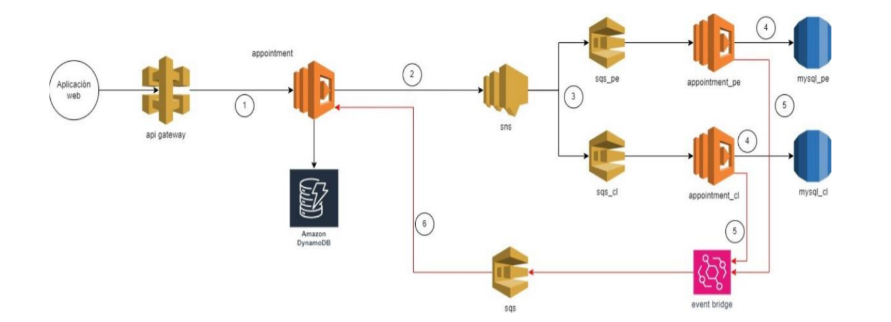 Aplicación
web
api gateway
1
appointment
Amazon
DynamoDB
2
sns
3
sqs_pe
appointment_pe
4
mysql_pe
5
sqs_cl
appointment_cl
4
mysql_cl
5
event bridge
sqs
6